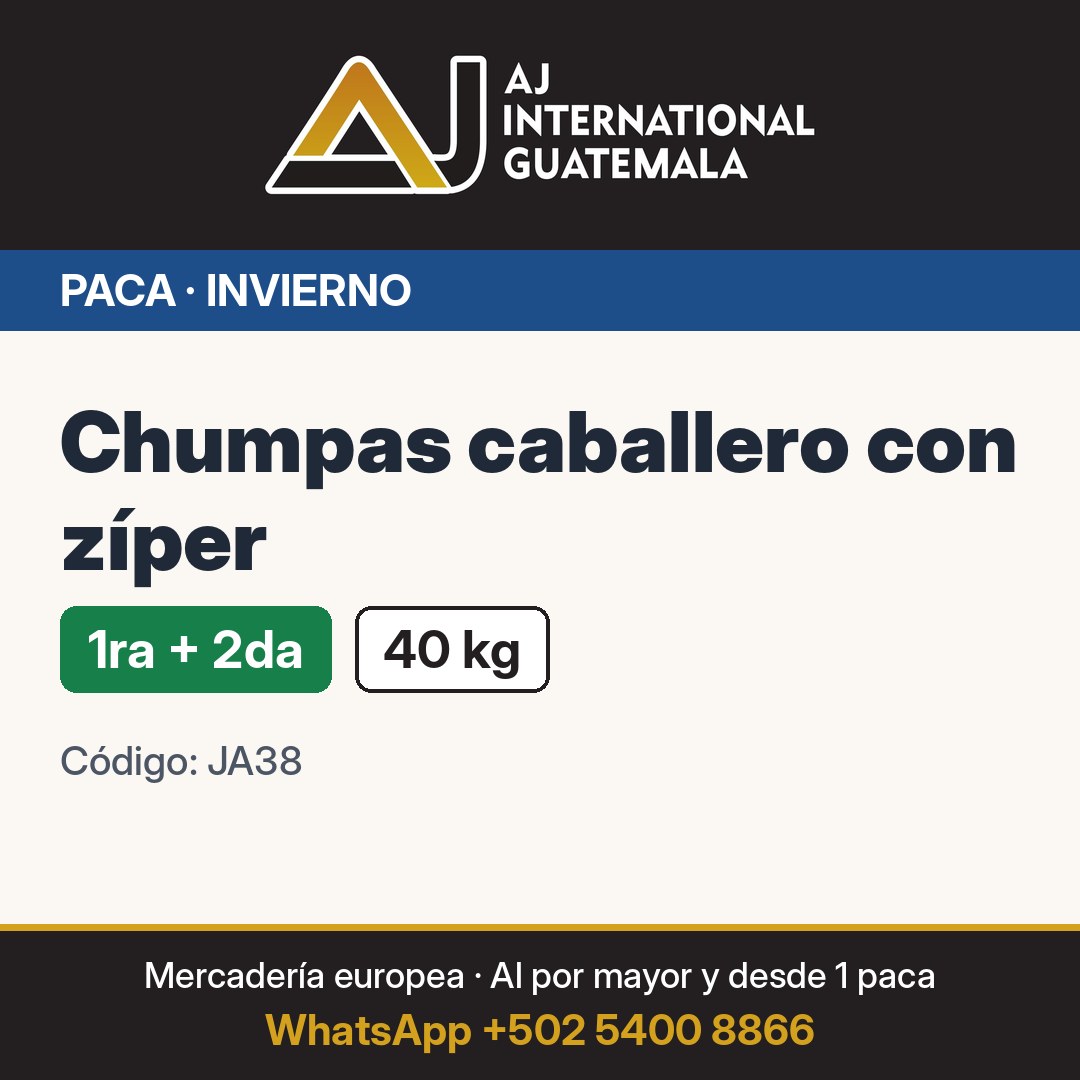 AJ
AJ
INTERNATIONAL
GUATEMALA
PACA · INVIERNO
Chumpas caballero con
zíper
1ra + 2da
40 kg
Código: JA38
Mercadería europea · Al por mayor y desde 1 paca
WhatsApp +502 5400 8866